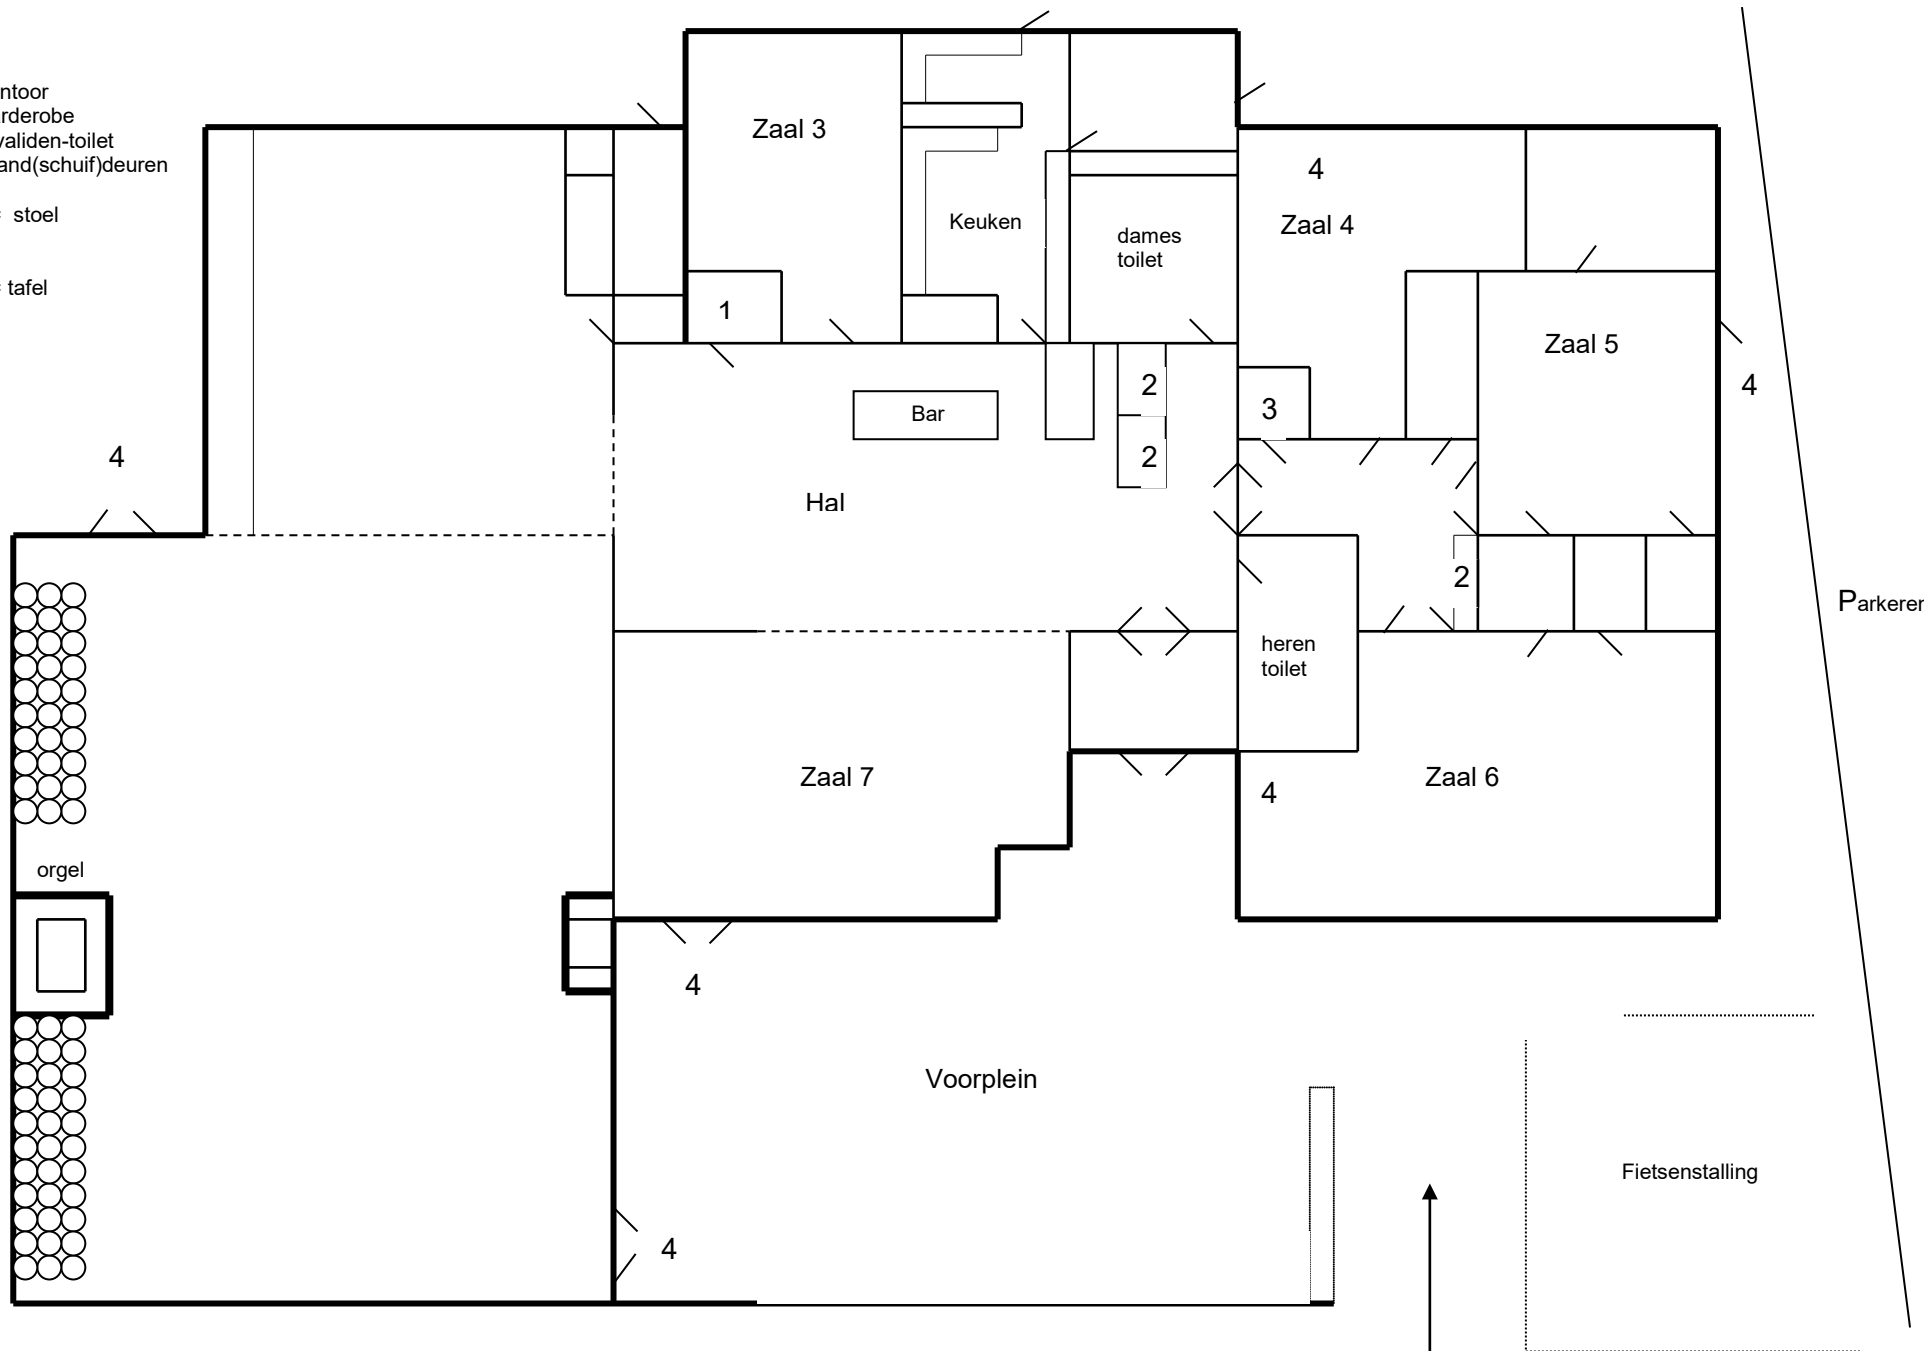 ntoor
rderobe
validen-toilet
and(schuif)deuren
= stoel
= tafel
Zaal 3
Keuken
dames
toilet
4
Zaal 4
1
Zaal 5
2
3
4
Bar
2
4
Hal
2
Parkeren
heren
toilet
Zaal 7
Zaal 6
4
orgel
4
Voorplein
Fietsenstalling
4